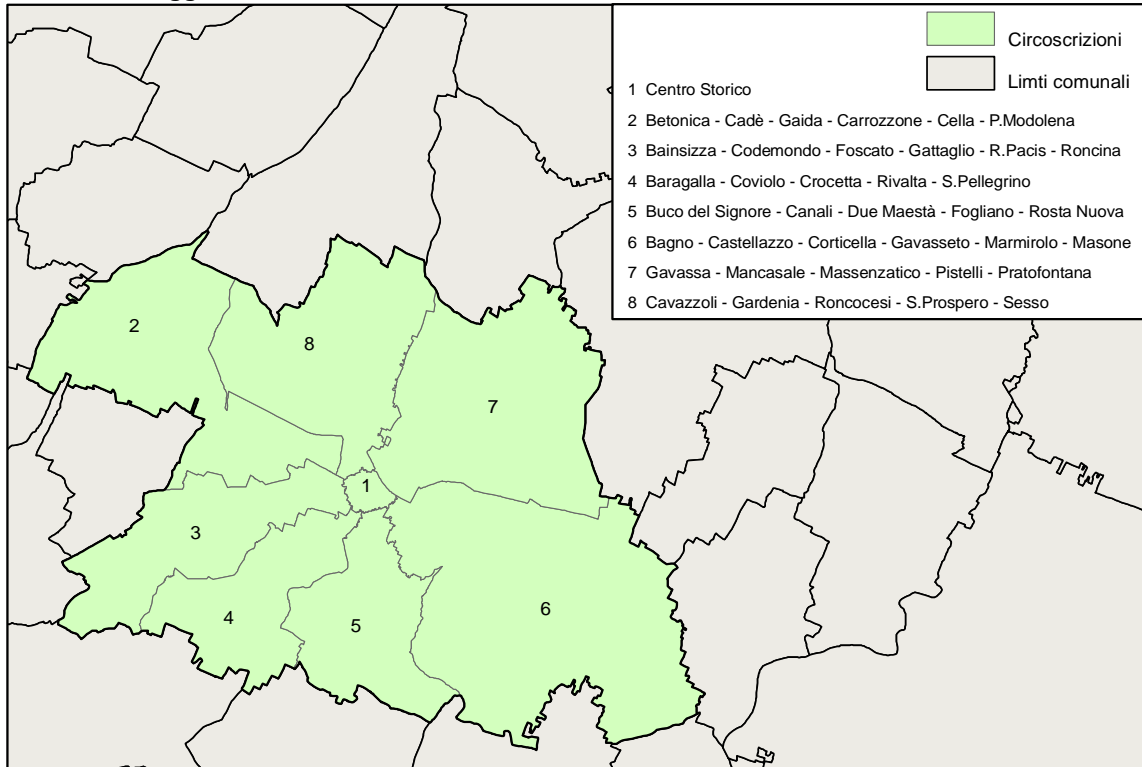 Circoscrizioni
Limti comunali
1 Centro Storico
2 Betonica - Cadè - Gaida - Carrozzone - Cella - P.Modolena
3 Bainsizza - Codemondo - Foscato - Gattaglio - R.Pacis - Roncina
4 Baragalla - Coviolo - Crocetta - Rivalta - S.Pellegrino
5 Buco del Signore - Canali - Due Maestà - Fogliano - Rosta Nuova
6 Bagno - Castellazzo - Corticella - Gavasseto - Marmirolo - Masone
7 Gavassa - Mancasale - Massenzatico - Pistelli - Pratofontana
8 Cavazzoli - Gardenia - Roncocesi - S.Prospero - Sesso
2
8
7
1
3
6
4
5